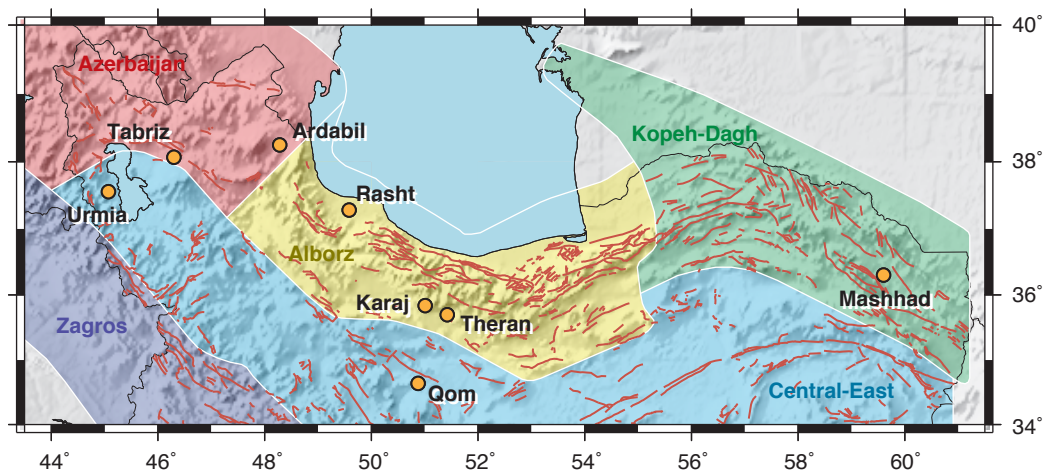 40°
Azerbaijan
Tabriz
Ardabil
Kopeh-Dagh
38°
Urmia
Rasht
Alborz
Karaj
Theran
Mashhad
36°
Zagros
Qom
Central-East
34°
44° 46° 48° 50° 52° 54° 56° 58° 60°